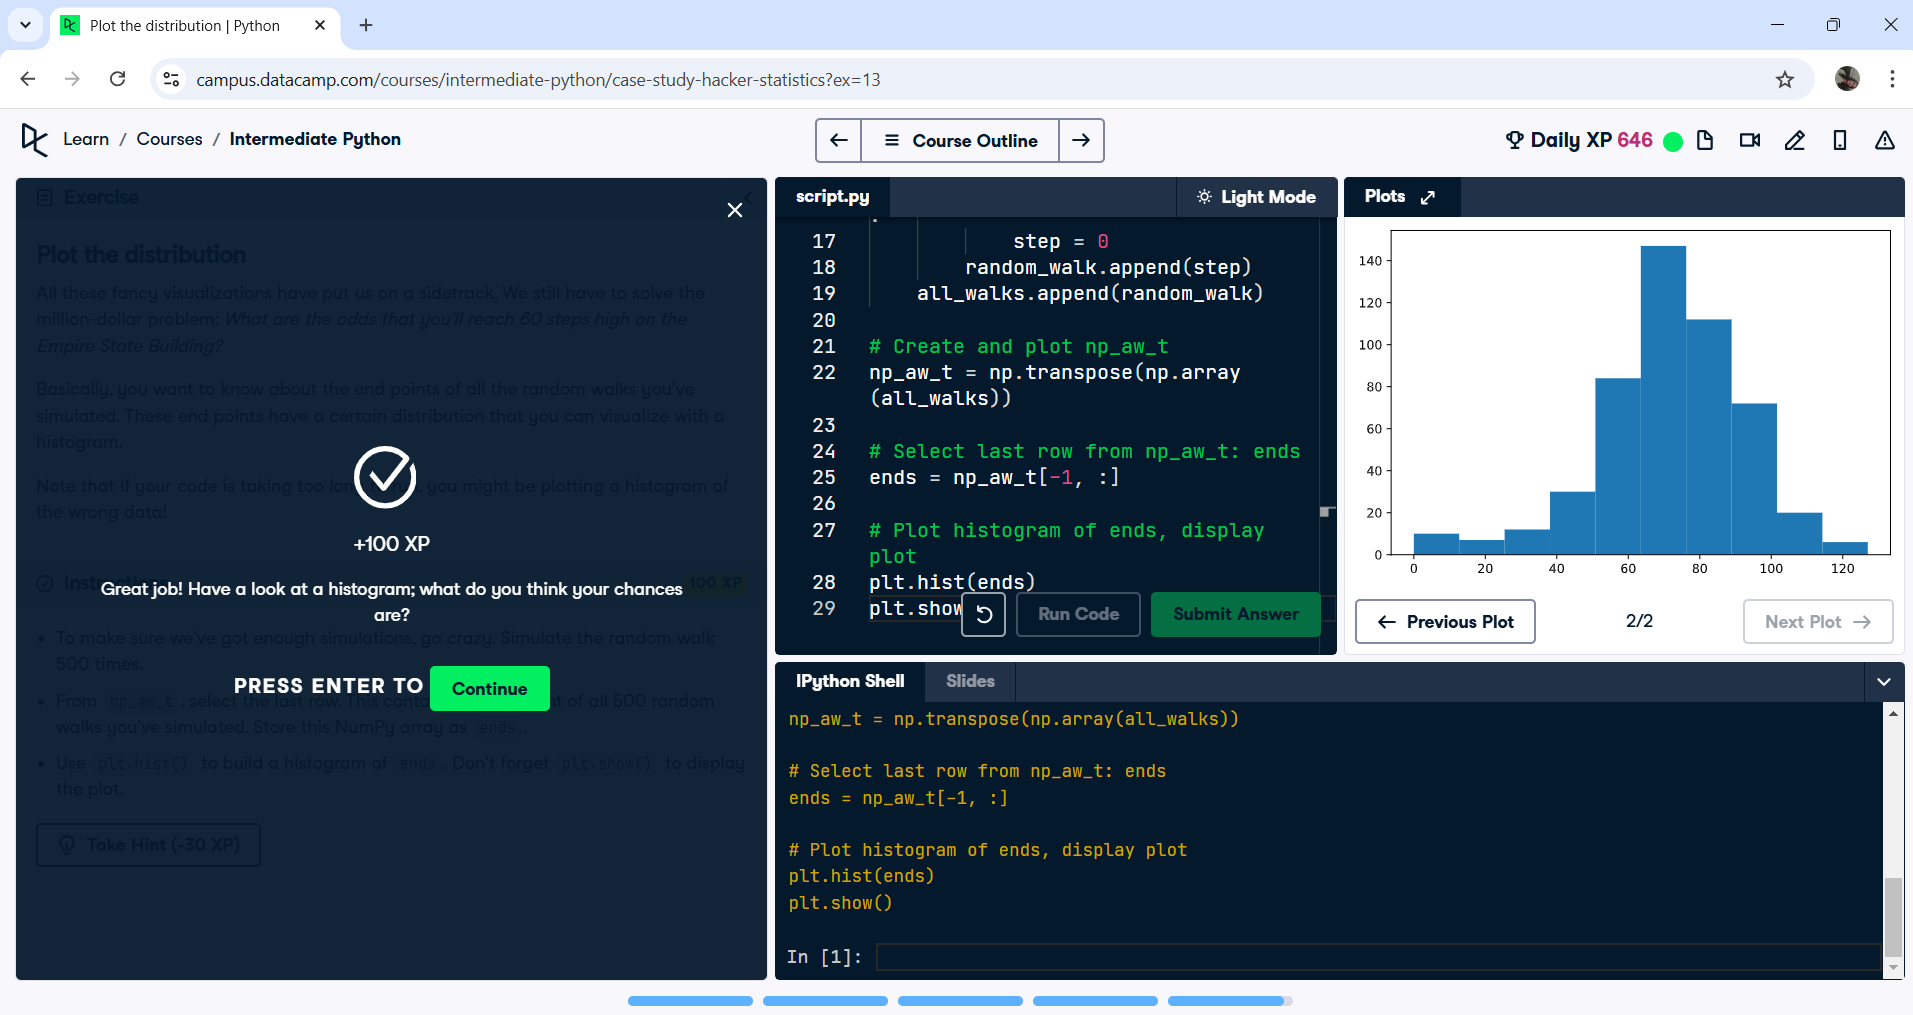 Plot the distribution | Python
campus.datacamp.com/courses/intermediate-python/case-study-hacker-statistics?ex=13
Learn / Courses / Intermediate Python
Course Outline
Daily XP 646
Exercise
Plot the distribution
All these fancy visualizations have put us on a sidetrack. We still have to solve the
million-dollar problem: What are the odds that you'll reach 60 steps high on the
Empire State Building?
Basically, you want to know about the end points of all the random walks you've
simulated. These end points have a certain distribution that you can visualize with a
histogram.
Note that if your code is taking too long to run, you might be plotting a histogram of
the wrong data!
+100 XP
Instructions
100 XP
Great job! Have a look at a histogram; what do you think your chances
are?
To make sure we've got enough simulations, go crazy. Simulate the random walk
500 times.
PRESS ENTER TO Continue
From np_aw_t, select the last row. This conta nt of all 500 random
walks you've simulated. Store this NumPy array as ends.
Use plt.hist() to build a histogram of ends. Don't forget plt.show() to display
the plot.
Take Hint (-30 XP)
script.py
Light Mode
17 step = 0
18 random_walk.append(step)
19 all_walks.append(random_walk)
20
21 # Create and plot np_aw_t
22 np_aw_t = np.transpose(np.array
(all_walks))
23
24 # Select last row from np_aw_t: ends
25 ends = np_aw_t[-1, :]
26
27 # Plot histogram of ends, display
plot
28 plt.hist(ends)
29 plt.show
Run Code
Submit Answer
Plots
140
120
100
80
60
40
20
0
0 20 40 60 80 100 120
Previous Plot
2/2
Next Plot
IPython Shell
Slides
np_aw_t = np.transpose(np.array(all_walks))
# Select last row from np_aw_t: ends
ends = np_aw_t[-1, :]
# Plot histogram of ends, display plot
plt.hist(ends)
plt.show()
In [1]: